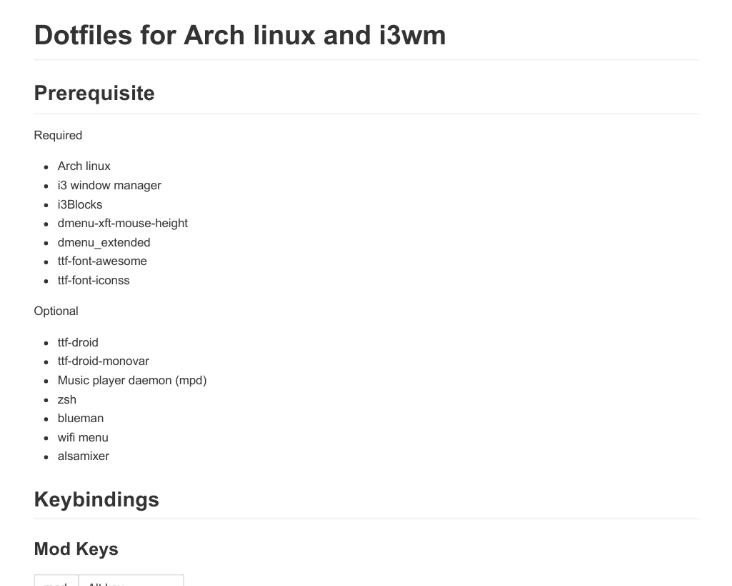 Dotfiles for Arch linux and i3wm
Prerequisite
Required
Arch linux
i3 window manager
i3Blocks
dmenu-xft-mouse-height
dmenu_extended
ttf-font-awesome
ttf-font-iconss
Optional
ttf-droid
ttf-droid-monovar
Music player daemon (mpd)
zsh
blueman
wifi menu
alsamixer
Keybindings
Mod Keys